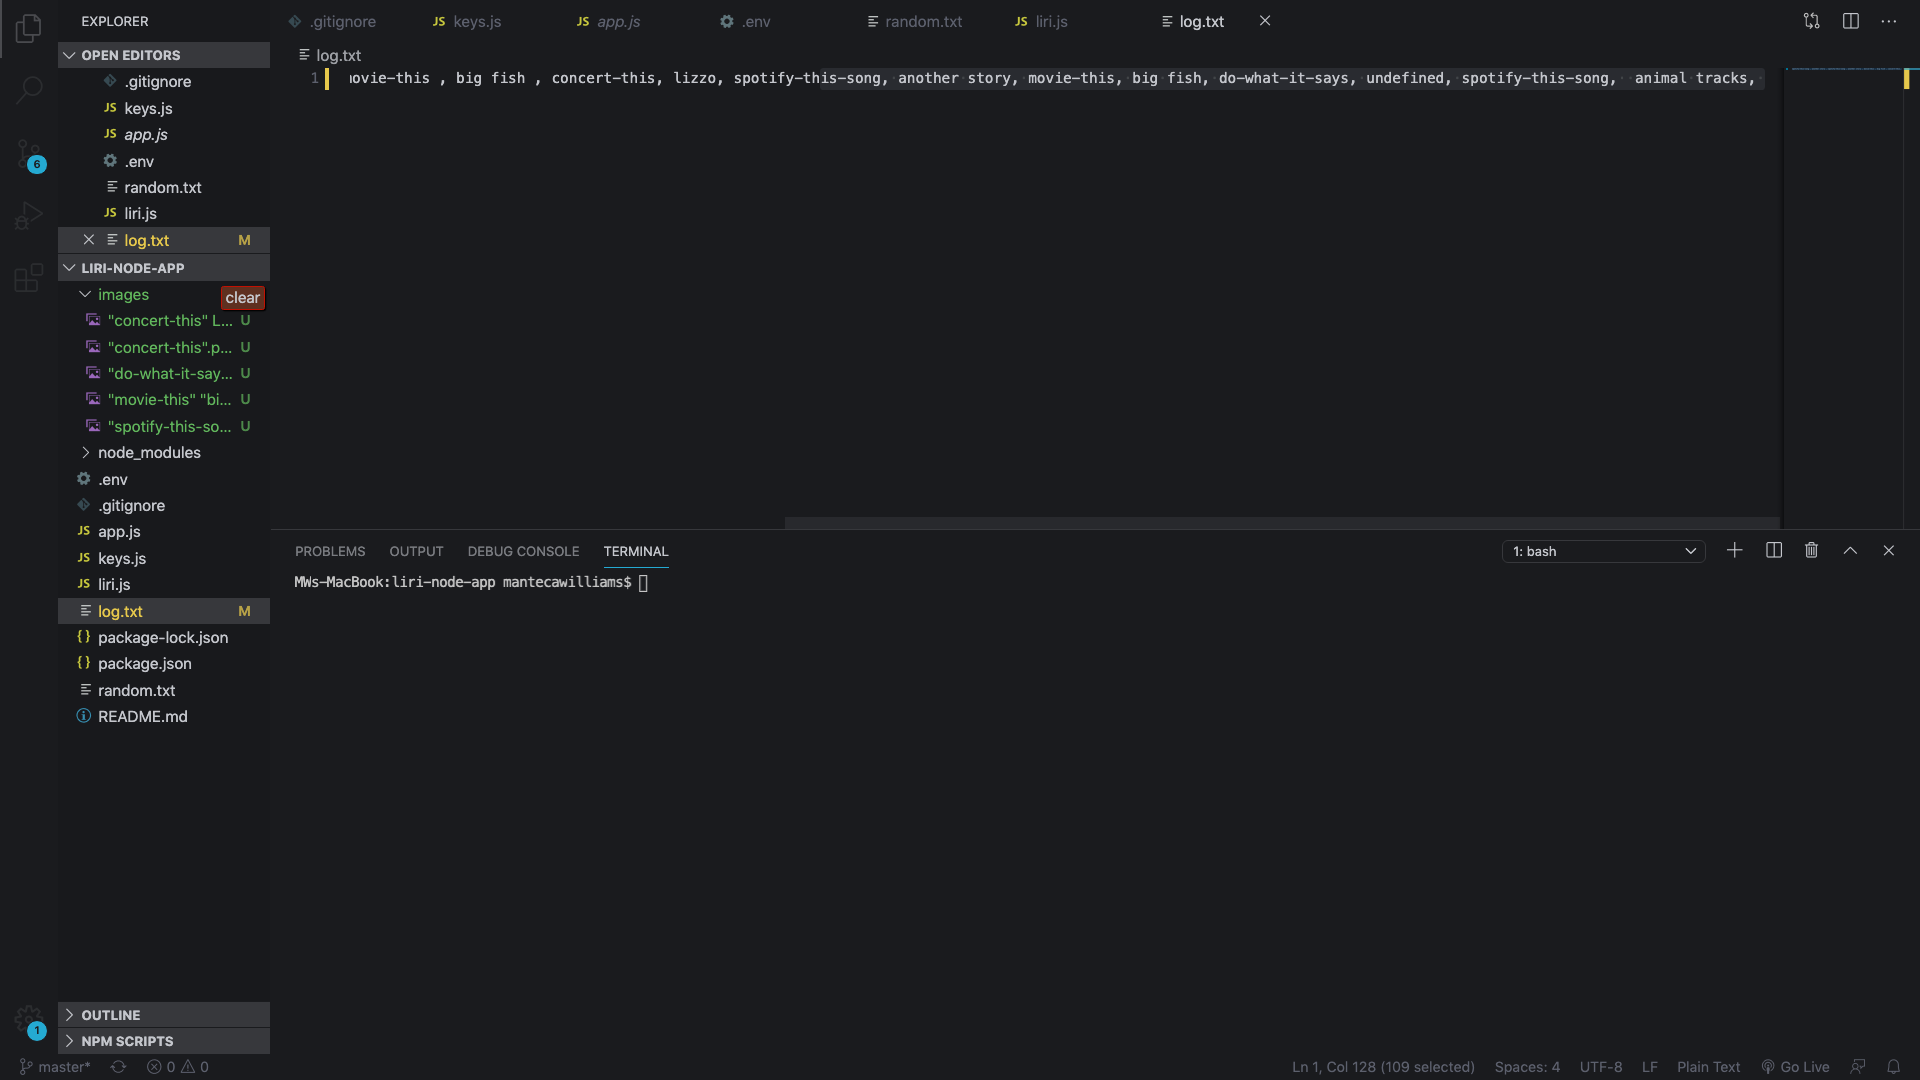 EXPLORER
.gitignore
JS keys.js
JS app.js
.env
random.txt
JS liri.js
log.txt
OPEN EDITORS
.gitignore
JS keys.js
JS app.js
.env
random.txt
JS liri.js
log.txt M
LIRI-NODE-APP
images
clear
"concert-this" L... U
"concert-this".p... U
"do-what-it-say... U
"movie-this" "bi... U
"spotify-this-so... U
node_modules
.env
.gitignore
JS app.js
JS keys.js
JS liri.js
log.txt M
{} package-lock.json
{} package.json
random.txt
README.md
OUTLINE
NPM SCRIPTS
6
1
log.txt
1 ovie-this , big fish , concert-this, lizzo, spotify-this-song, another story, movie-this, big fish, do-what-it-says, undefined, spotify-this-song,  animal tracks,
PROBLEMS OUTPUT DEBUG CONSOLE TERMINAL
1: bash
MWs-MacBook:liri-node-app mantecawilliams$
master* 0 0
Ln 1, Col 128 (109 selected) Spaces: 4 UTF-8 LF Plain Text Go Live